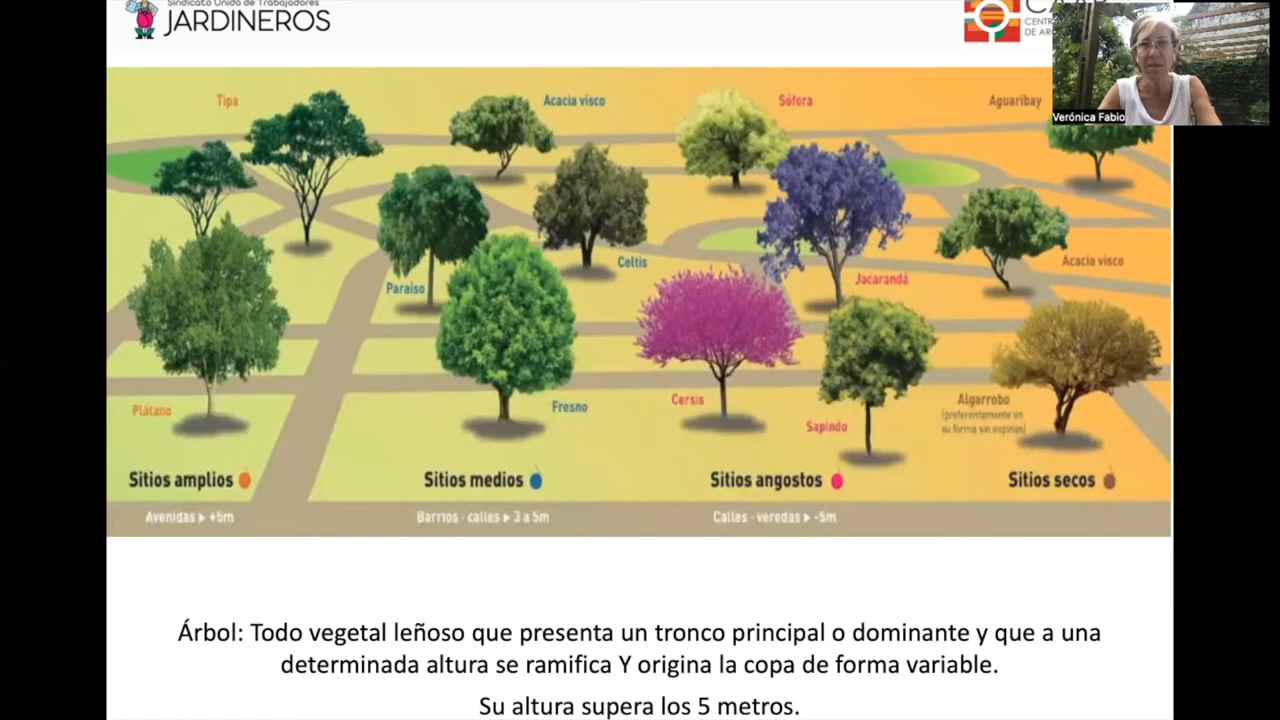 Sindicato Unido de Trabajadores
JARDINEROS
CENT
DE AR
Verónica Fabio
Tipa
Acacia visco
Sófora
Aguaribay
Celtis
Acacia visco
Paraíso
Jacarandá
Plátano
Fresno
Cersis
Algarrobo
(preferentemente en
su forma sin espinas)
Sapindo
Sitios amplios
Sitios medios
Sitios angostos
Sitios secos
Avenidas ▸ +5m
Barrios - calles ▸ 3 a 5m
Calles - veredas ▸ -5m
Árbol: Todo vegetal leñoso que presenta un tronco principal o dominante y que a una
determinada altura se ramifica Y origina la copa de forma variable.
Su altura supera los 5 metros.